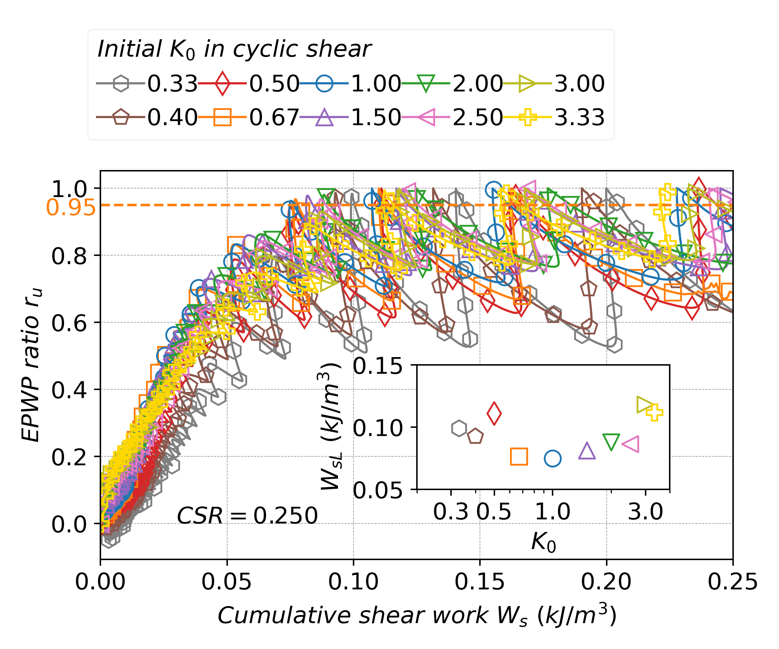 Initial K0 in cyclic shear
0.33 0.50 1.00 2.00 3.00
0.40 0.67 1.50 2.50 3.33
EPWP ratio ru
1.0
0.95
0.8
0.6
0.4
0.2
0.0
CSR = 0.250
WsL (kJ/m³)
0.15
0.10
0.05
0.3 0.5 1.0 3.0
K0
0.00 0.05 0.10 0.15 0.20 0.25
Cumulative shear work Ws (kJ/m³)